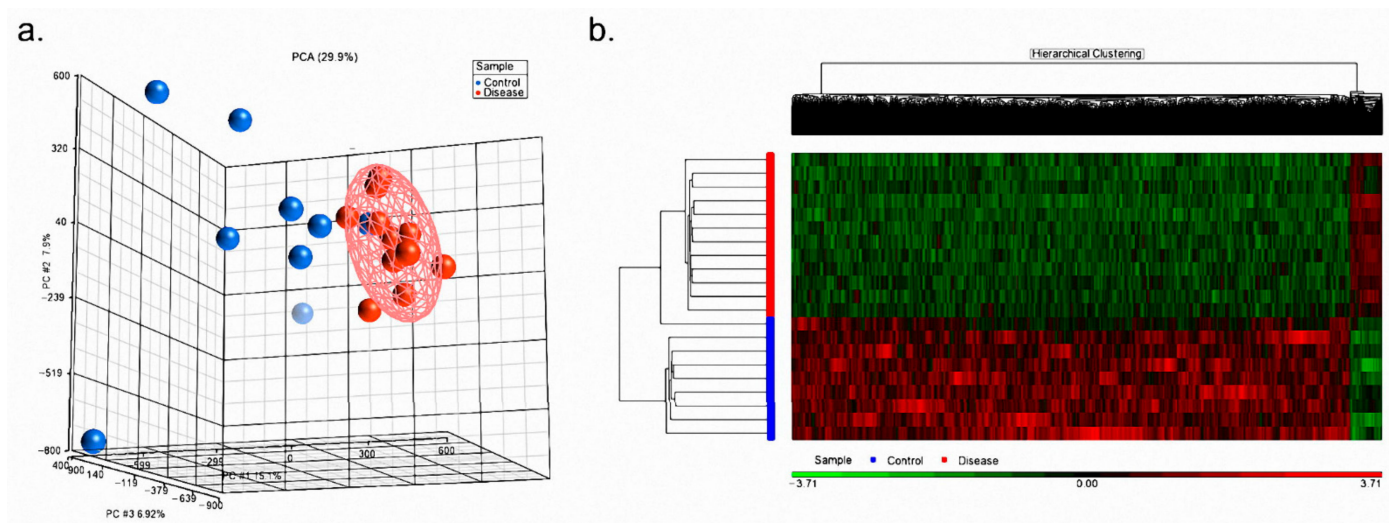 a.
PCA (29.9%)
Sample
Control
Disease
600
320
40
-239
-519
-800
PC #2 7.9%
400
-900
140
-119
-379
-639
-900
PC #3 6.92%
-599
-299
0
300
600
PC #1 15.1%
b.
Hierarchical Clustering
Sample Control Disease
-3.71 0.00 3.71